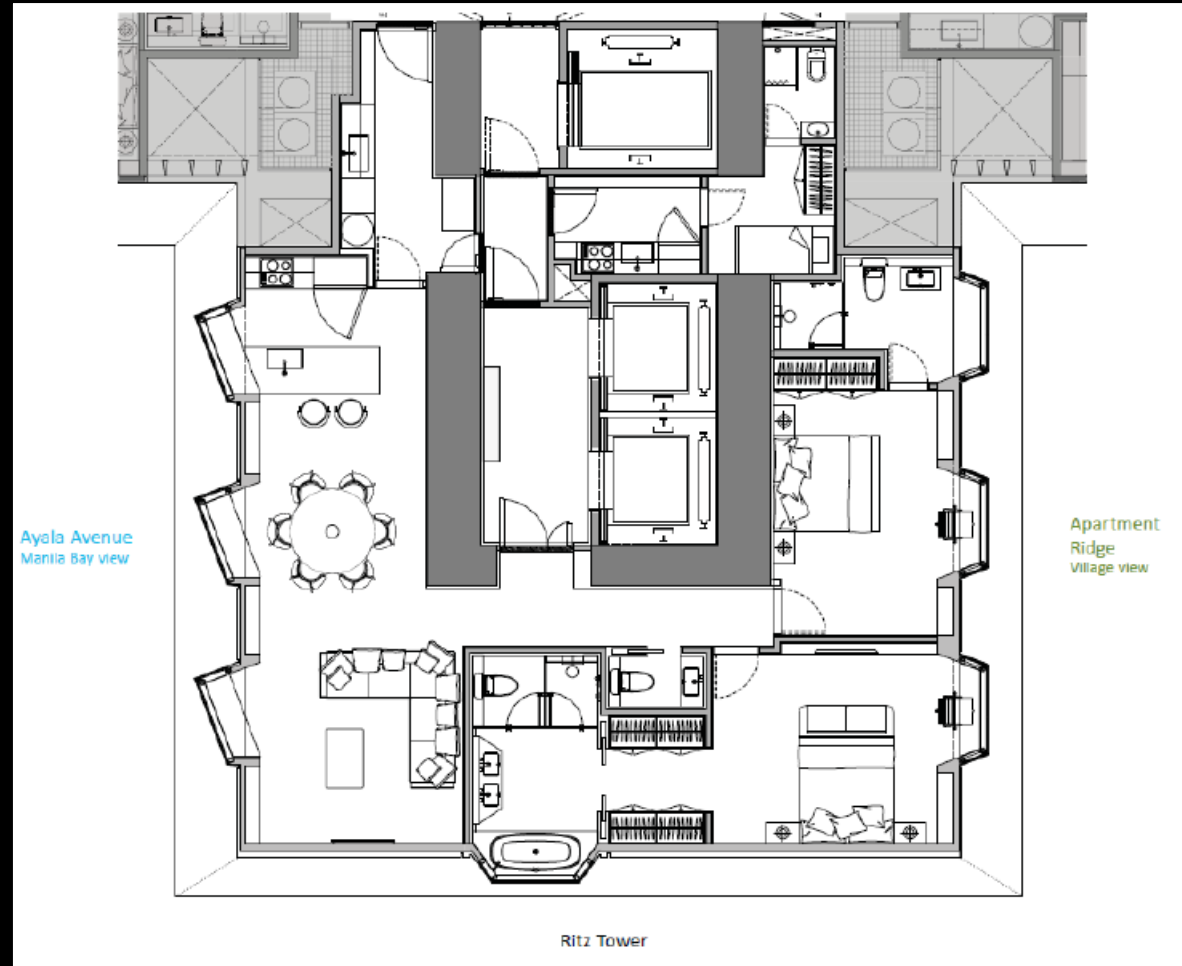 Ayala Avenue
Manila Bay view
Apartment
Ridge
Village view
Ritz Tower